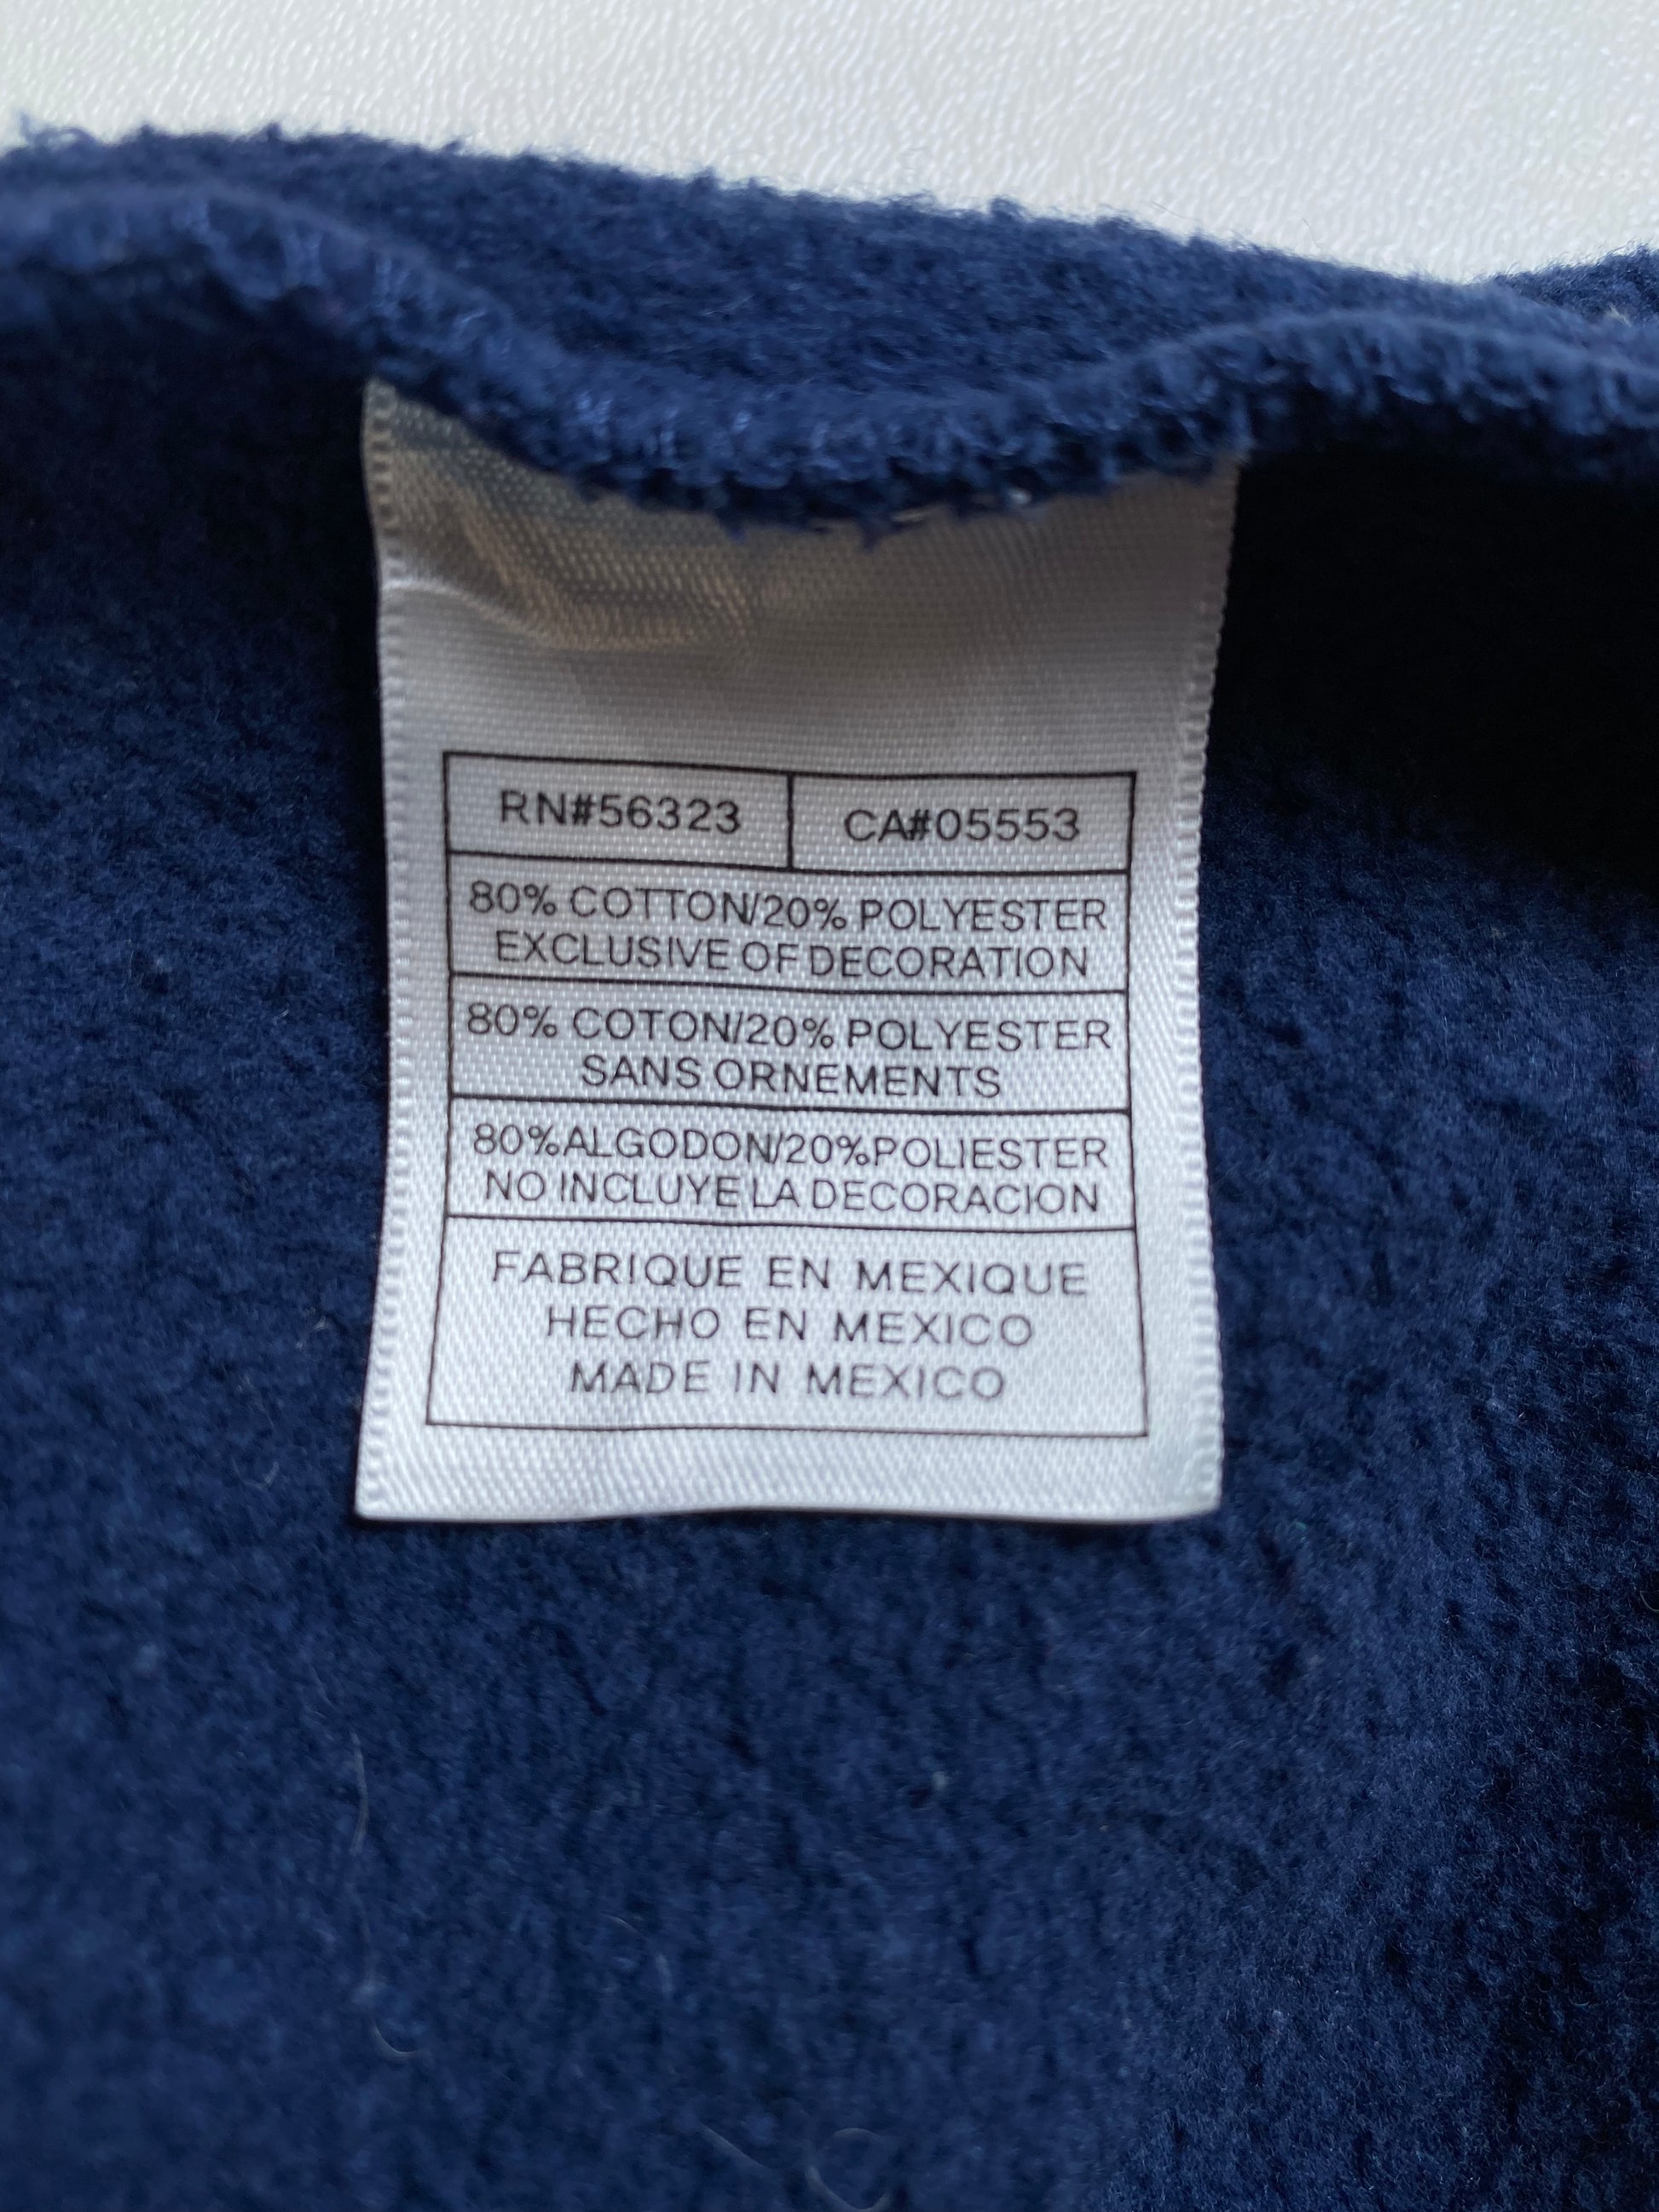 RN#56323 CA#05553
80% COTTON/20% POLYESTER
EXCLUSIVE OF DECORATION
80% COTON/20% POLYESTER
SANS ORNEMENTS
80%ALGODON/20%POLIESTER
NO INCLUYE LA DECORACION
FABRIQUE EN MEXIQUE
HECHO EN MEXICO
MADE IN MEXICO